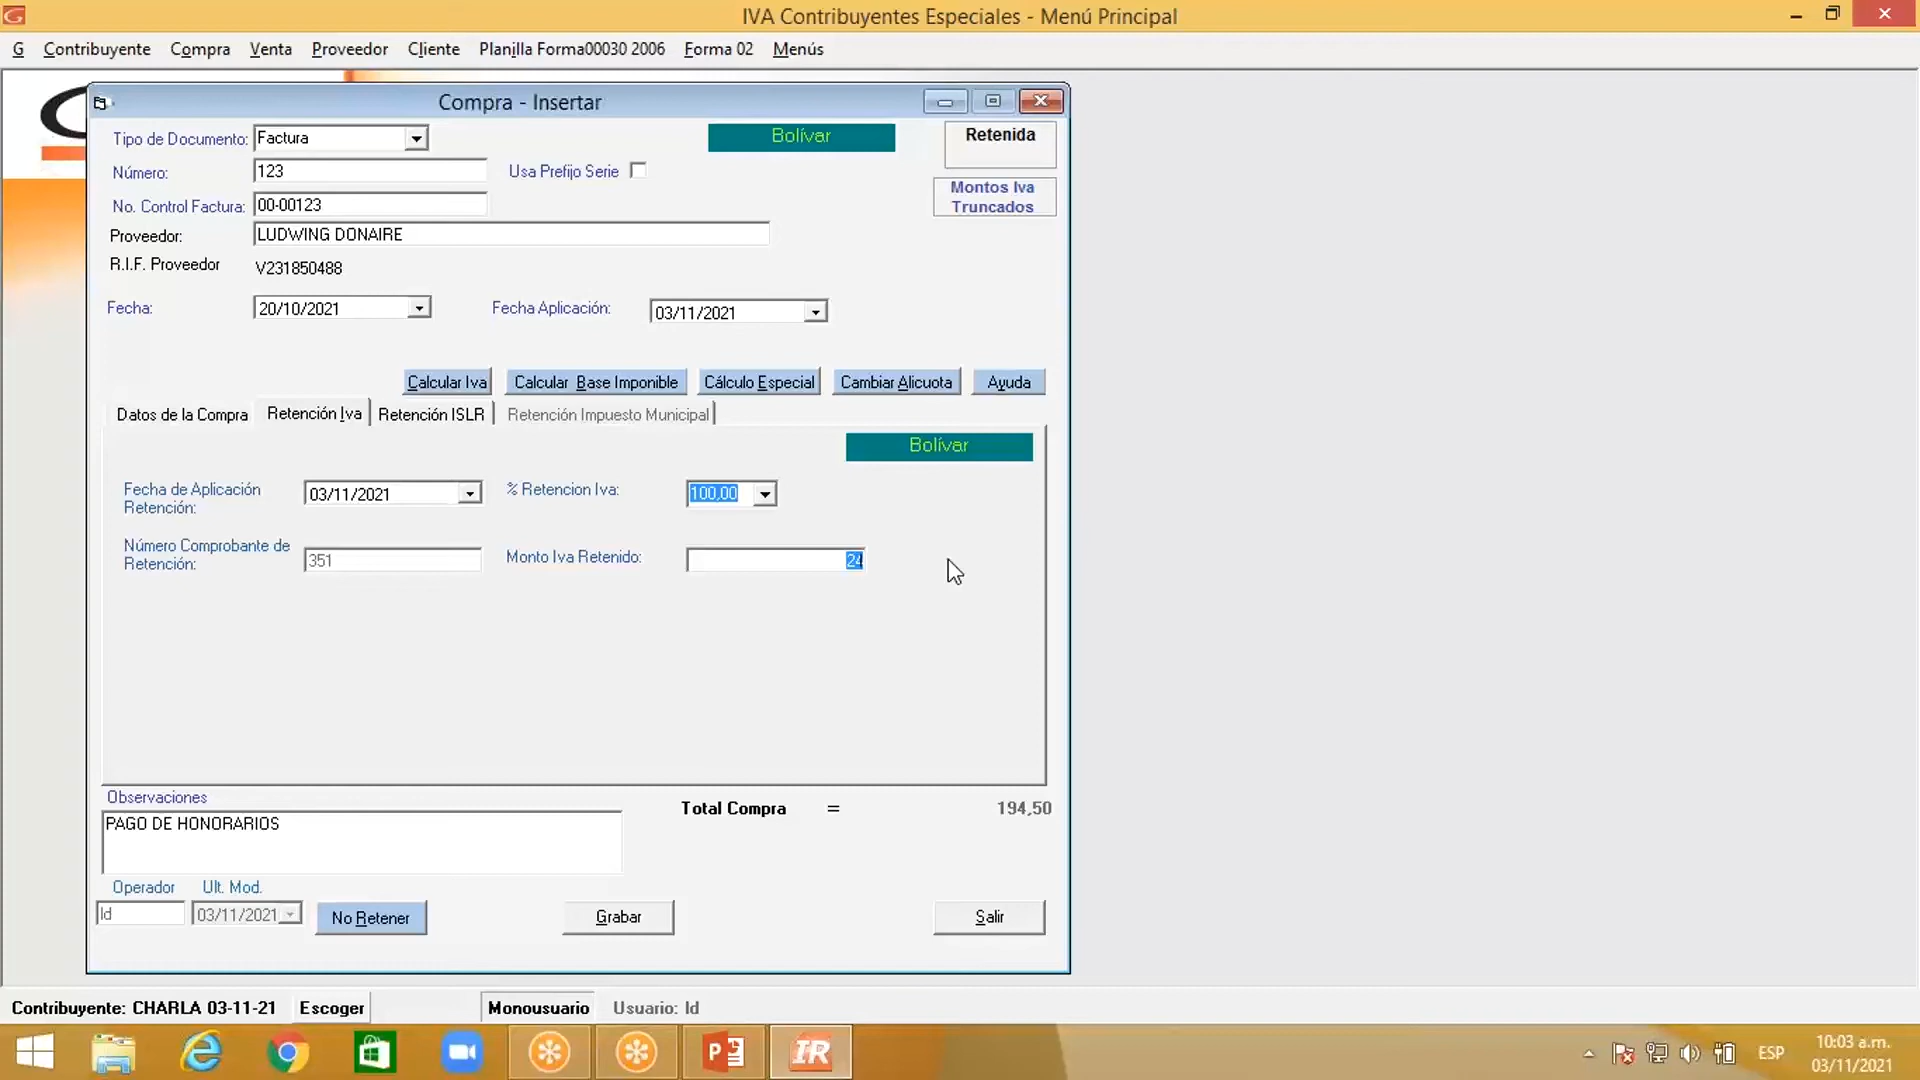 IVA Contribuyentes Especiales - Menú Principal
G Contribuyente Compra Venta Proveedor Cliente Planilla Forma00030 2006 Forma 02 Menús
Compra - Insertar
Tipo de Documento: Factura Bolívar Retenida
Número: 123 Usa Prefijo Serie
Montos Iva
Truncados
No. Control Factura: 00-00123
Proveedor: LUDWING DONAIRE
R.I.F. Proveedor V231850488
Fecha: 20/10/2021 Fecha Aplicación: 03/11/2021
Calcular Iva Calcular Base Imponible Cálculo Especial Cambiar Alicuota Ayuda
Datos de la Compra Retención Iva Retención ISLR Retención Impuesto Municipal
Bolívar
Fecha de Aplicación
Retención: 03/11/2021 % Retencion Iva: 100,00
Número Comprobante de
Retención: 351 Monto Iva Retenido: 24
Observaciones
Total Compra = 194,50
PAGO DE HONORARIOS
Operador Ult. Mod.
ld 03/11/2021 No Retener Grabar Salir
Contribuyente: CHARLA 03-11-21 Escoger Monousuario Usuario: ld
P IR ESP 10:03 a.m.
03/11/2021